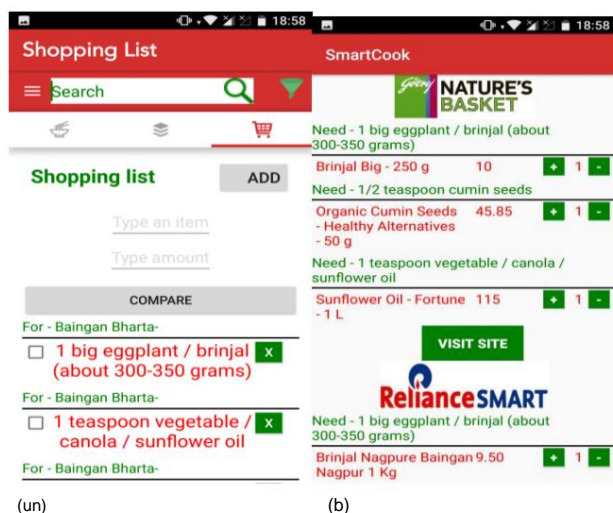 18:58
Shopping List
Search
Shopping list
ADD
Type an item
Type amount
COMPARE
For - Baingan Bharta-
1 big eggplant / brinjal
(about 300-350 grams)
X
For - Baingan Bharta-
1 teaspoon vegetable /
canola / sunflower oil
X
For - Baingan Bharta-
(un)
18:58
SmartCook
Godrej NATURE'S
BASKET
Need - 1 big eggplant / brinjal (about
300-350 grams)
Brinjal Big - 250 g 10 + 1 -
Need - 1/2 teaspoon cumin seeds
Organic Cumin Seeds 45.85 + 1 -
- Healthy Alternatives
- 50 g
Need - 1 teaspoon vegetable / canola /
sunflower oil
Sunflower Oil - Fortune 115 + 1 -
- 1 L
VISIT SITE
Reliance SMART
Need - 1 big eggplant / brinjal (about
300-350 grams)
Brinjal Nagpure Baingan 9.50 + 1 -
Nagpur 1 Kg
(b)